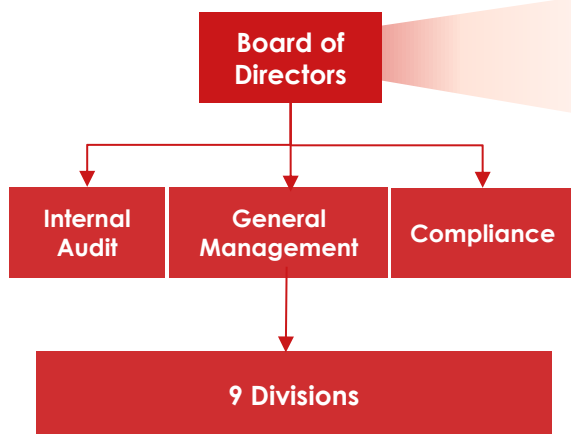 Board of
Directors
Internal
Audit
General
Management
Compliance
9 Divisions